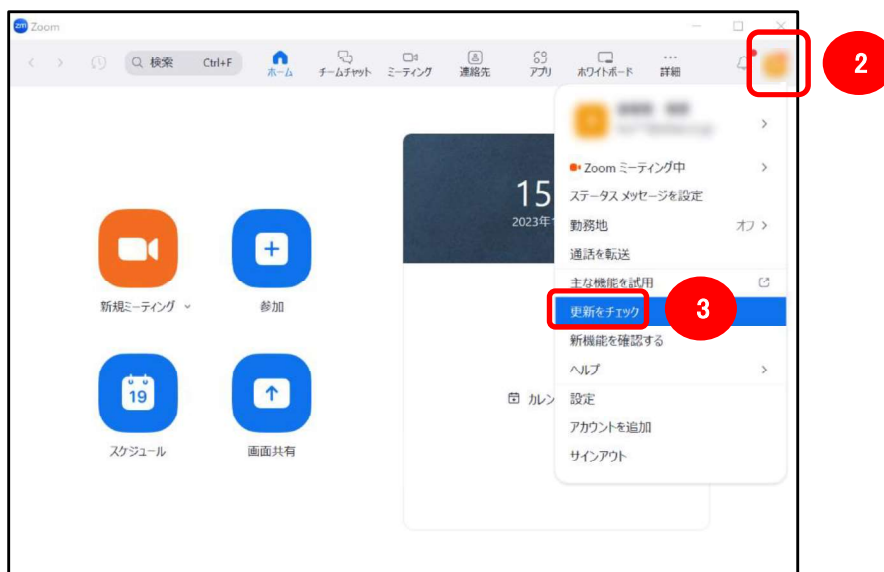 zm Zoom
検索 Ctrl+F
ホーム
チームチャット
ミーティング
連絡先
アプリ
ホワイトボード
詳細
2
Zoom ミーティング中
ステータス メッセージを設定
勤務地 オフ
通話を転送
主な機能を試用
更新をチェック
3
新機能を確認する
ヘルプ
設定
アカウントを追加
サインアウト
15
2023年
カレン
新規ミーティング
参加
19
スケジュール
画面共有